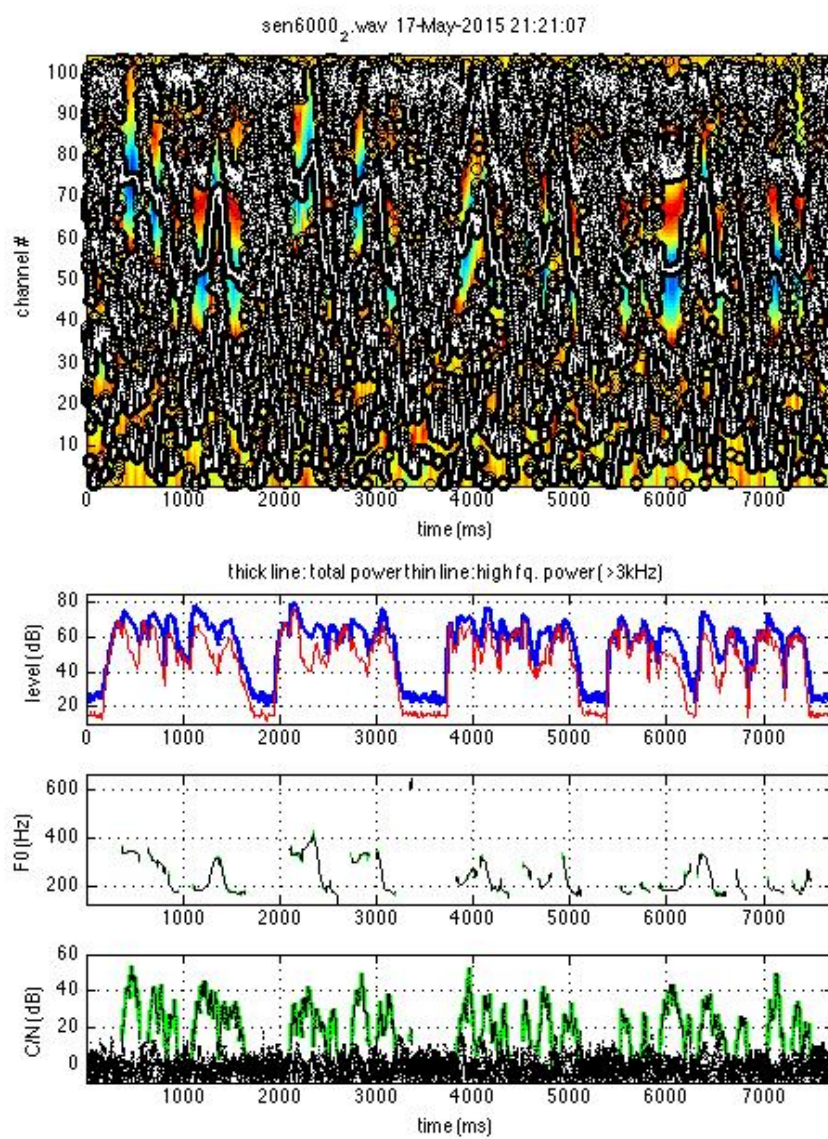 sen6000₂.wav 17-May-2015 21:21:07
channel #
100
90
80
70
60
50
40
30
20
10
0 1000 2000 3000 4000 5000 6000 7000
time (ms)
thick line: total power thin line: high fq. power ( >3kHz)
level (dB)
80
60
40
20
0 1000 2000 3000 4000 5000 6000 7000
F0 (Hz)
600
400
200
1000 2000 3000 4000 5000 6000 7000
C/N (dB)
60
40
20
0
0 1000 2000 3000 4000 5000 6000 7000
time (ms)